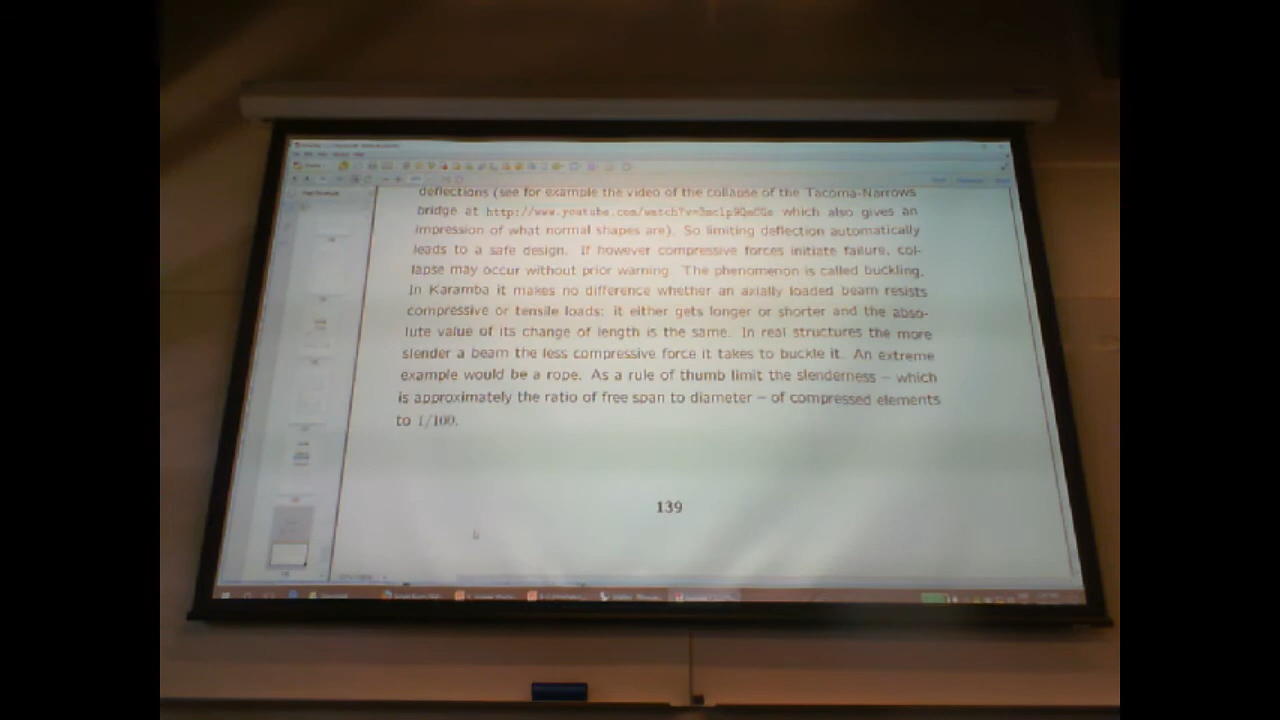 deflections (see for example the video of the collapse of the Tacoma-Narrows
bridge at http://www.youtube.com/watch?v=3mclp9QmCGs which also gives an
impression of what normal shapes are). So limiting deflection automatically
leads to a safe design. If however compressive forces initiate failure, col-
lapse may occur without prior warning. The phenomenon is called buckling.
In Karamba it makes no difference whether an axially loaded beam resists
compressive or tensile loads: it either gets longer or shorter and the abso-
lute value of its change of length is the same. In real structures the more
slender a beam the less compressive force it takes to buckle it. An extreme
example would be a rope. As a rule of thumb limit the slenderness – which
is approximately the ratio of free span to diameter – of compressed elements
to 1/100.
139